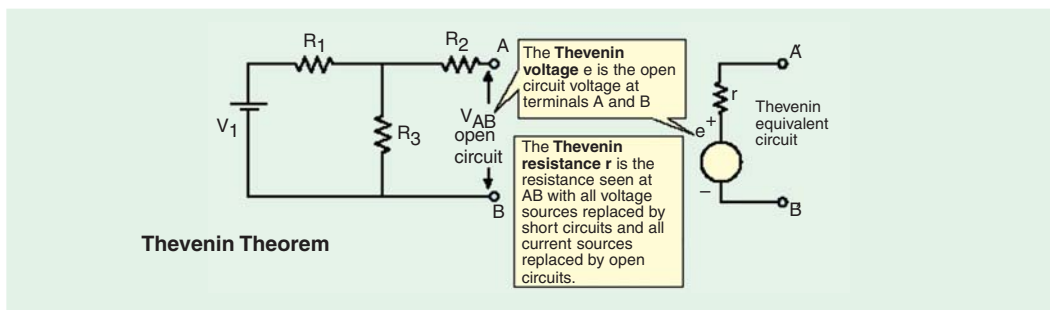 R1
R2
A
The Thevenin
voltage e is the open
circuit voltage at
terminals A and B
V1
R3
VAB
open
circuit
B
The Thevenin
resistance r is the
resistance seen at
AB with all voltage
sources replaced by
short circuits and all
current sources
replaced by open
circuits.
A'
r
e
+
–
Thevenin
equivalent
circuit
B'
Thevenin Theorem